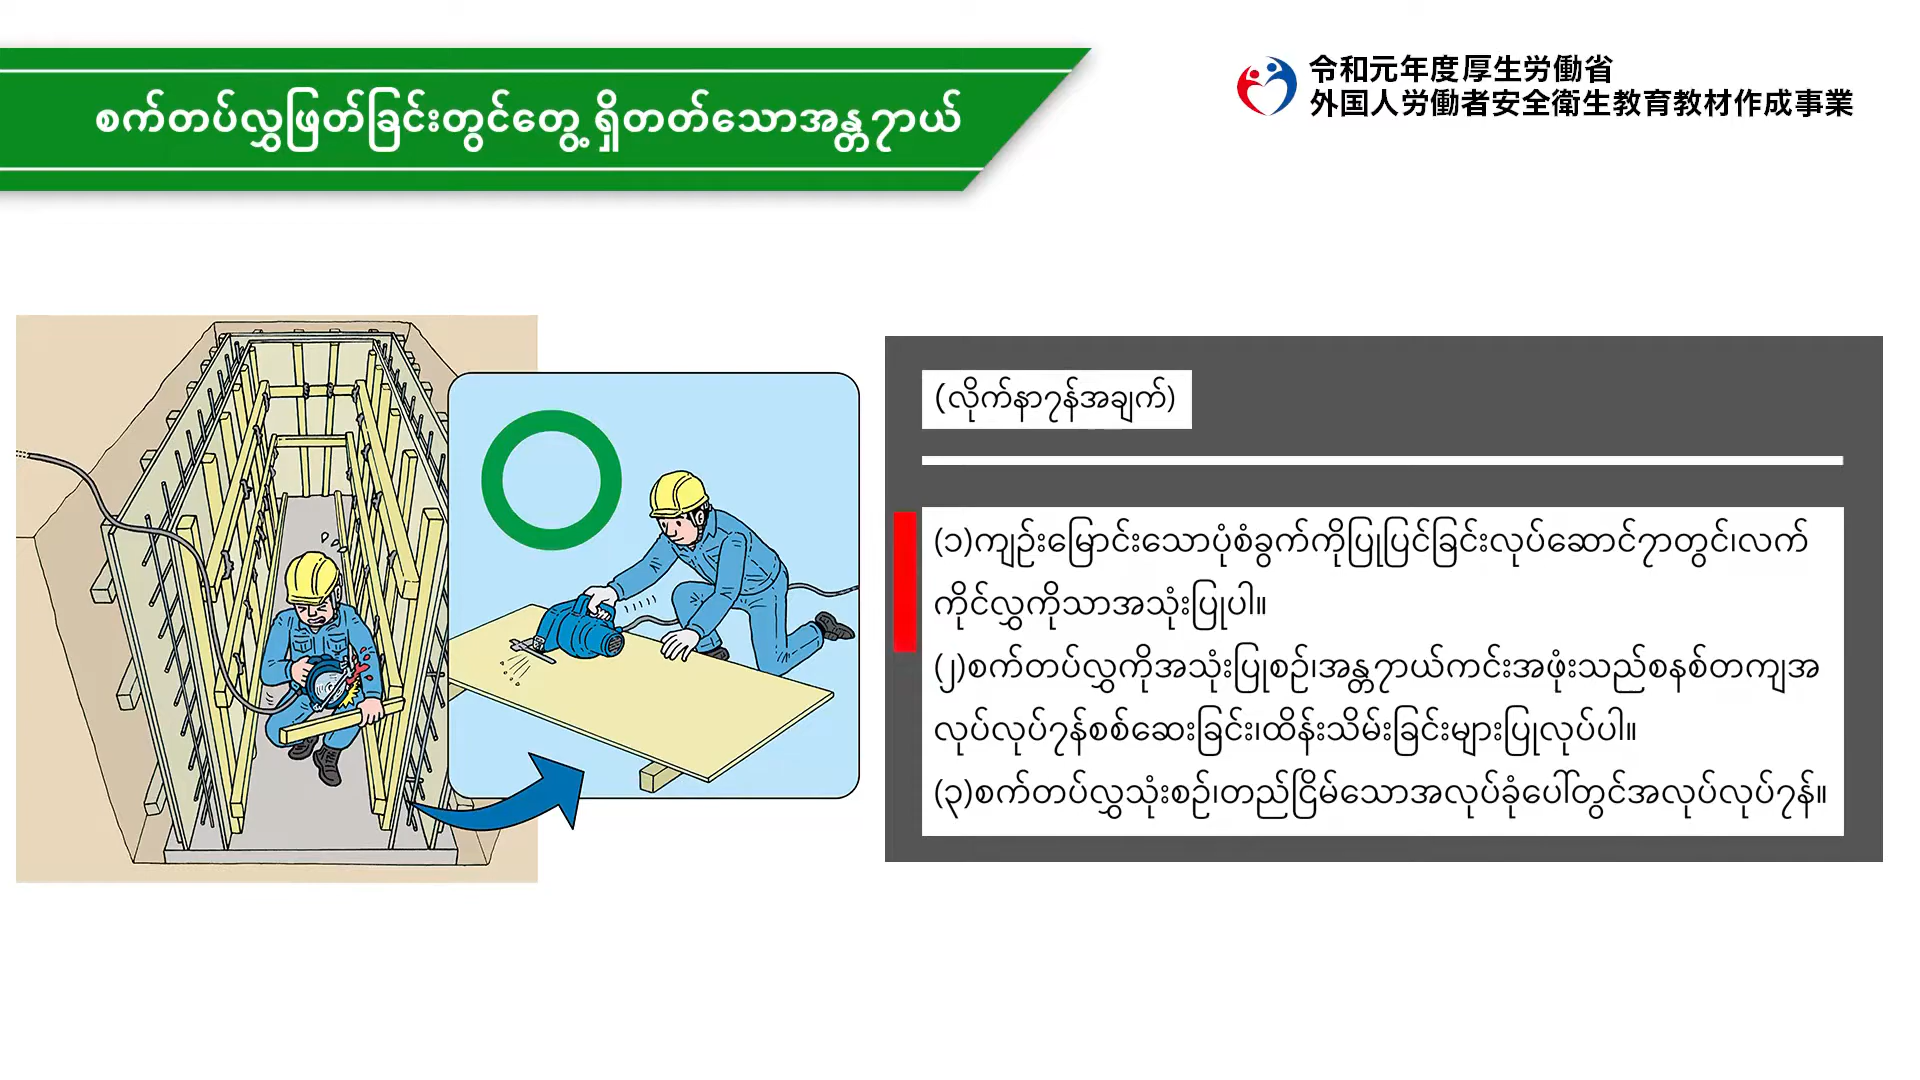 စက်တပ်လွှဖြတ်ခြင်းတွင်တွေ့ ရှိတတ်သောအန္တ၇ာယ်
令和元年度厚生労働省
外国人労働者安全衛生教育教材作成事業
(လိုက်နာ၇န်အချက်)
(၁)ကျဉ်းမြောင်းသောပုံစံခွက်ကိုပြုပြင်ခြင်းလုပ်ဆောင်၇ာတွင်၊လက်
ကိုင်လွှကိုသာအသုံးပြုပါ။
(၂)စက်တပ်လွှကိုအသုံးပြုစဉ်၊အန္တ၇ာယ်ကင်းအဖုံးသည်စနစ်တကျအ
လုပ်လုပ်၇န်စစ်ဆေးခြင်း၊ထိန်းသိမ်းခြင်းများပြုလုပ်ပါ။
(၃)စက်တပ်လွှသုံးစဉ်၊တည်ငြိမ်သောအလုပ်ခုံပေါ်တွင်အလုပ်လုပ်၇န်။